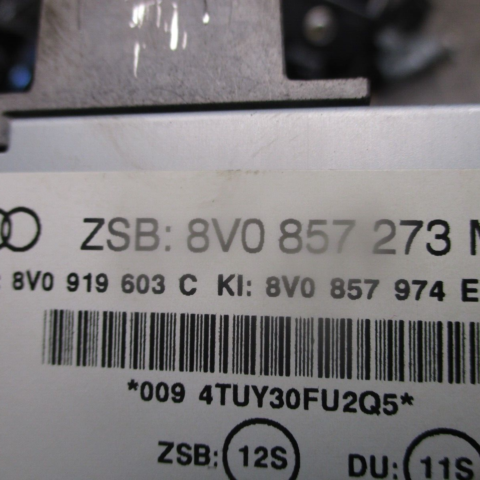 ZSB: 8V0 857 273
: 8V0 919 603 C KI: 8V0 857 974 E
*009 4TUY30FU2Q5*
ZSB: 12S DU: 11S